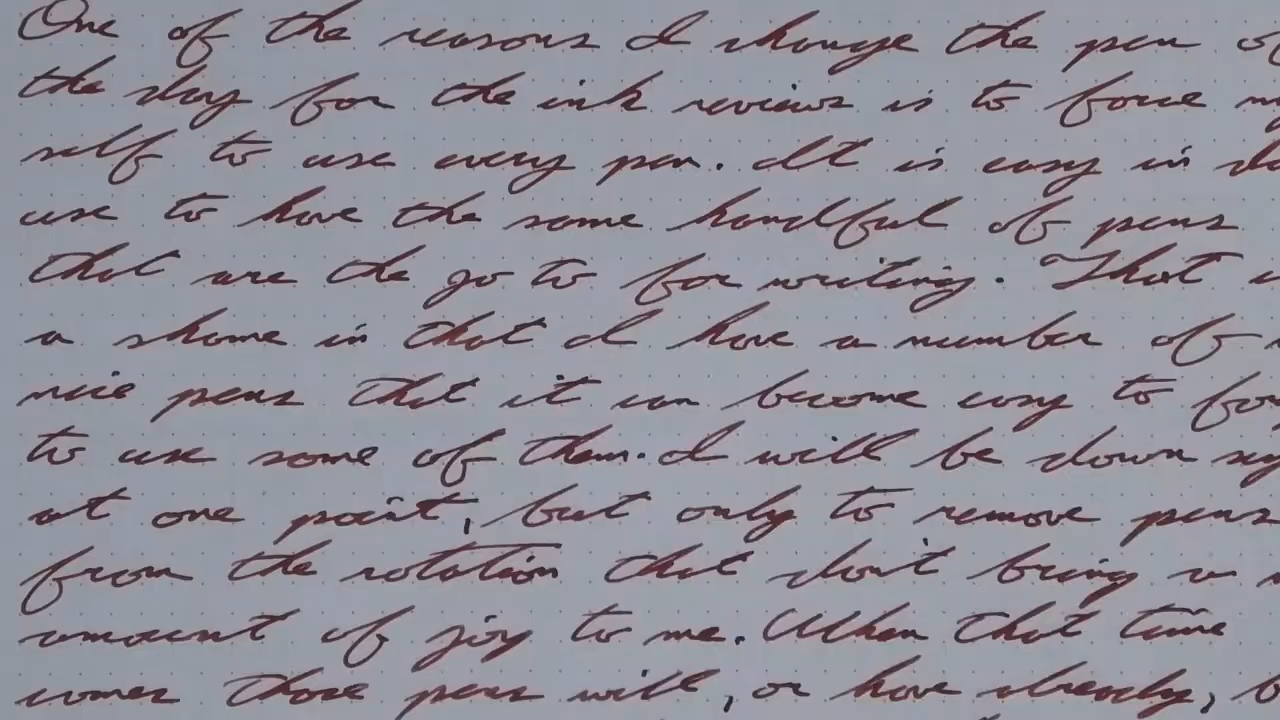 One of the reasons I change the pen of
the day for the ink reviews is to force my
self to use every pen. It is easy in
use to have the same handful of pens
that are the go to for writing. That
a shame in that I have a number of
nice pens that it can become easy to
to use some of them. I will be down
at one point, but only to remove pens
from the rotation that don't bring a
amount of joy to me. When that time
comes those pens will, or have already,